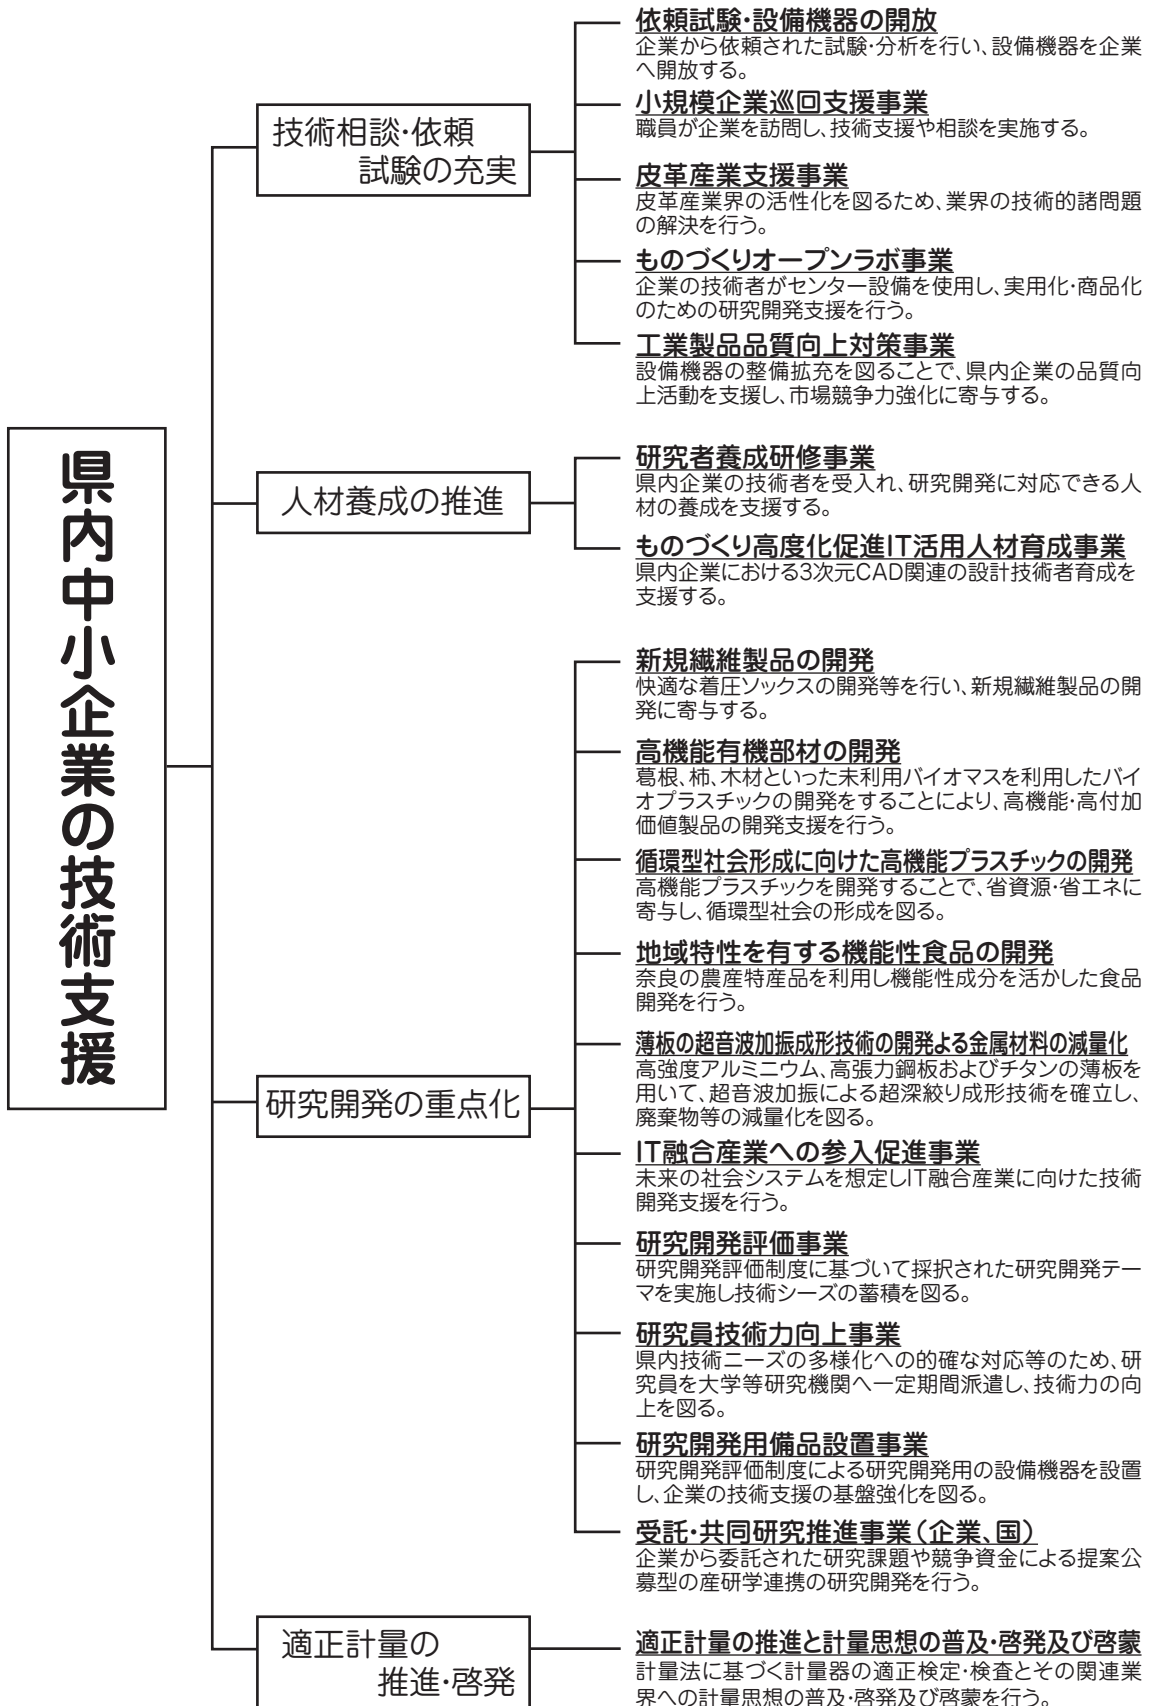 県内中小企業の技術支援
技術相談・依頼
試験の充実
依頼試験・設備機器の開放
企業から依頼された試験・分析を行い、設備機器を企業
へ開放する。
小規模企業巡回支援事業
職員が企業を訪問し、技術支援や相談を実施する。
皮革産業支援事業
皮革産業界の活性化を図るため、業界の技術的諸問題
の解決を行う。
ものづくりオープンラボ事業
企業の技術者がセンター設備を使用し、実用化・商品化
のための研究開発支援を行う。
工業製品品質向上対策事業
設備機器の整備拡充を図ることで、県内企業の品質向
上活動を支援し、市場競争力強化に寄与する。
人材養成の推進
研究者養成研修事業
県内企業の技術者を受入れ、研究開発に対応できる人
材の養成を支援する。
ものづくり高度化促進IT活用人材育成事業
県内企業における3次元CAD関連の設計技術者育成を
支援する。
研究開発の重点化
新規繊維製品の開発
快適な着圧ソックスの開発等を行い、新規繊維製品の開
発に寄与する。
高機能有機部材の開発
葛根、柿、木材といった未利用バイオマスを利用したバイ
オプラスチックの開発をすることにより、高機能・高付加
価値製品の開発支援を行う。
循環型社会形成に向けた高機能プラスチックの開発
高機能プラスチックを開発することで、省資源・省エネに
寄与し、循環型社会の形成を図る。
地域特性を有する機能性食品の開発
奈良の農産特産品を利用し機能性成分を活かした食品
開発を行う。
薄板の超音波加振成形技術の開発よる金属材料の減量化
高強度アルミニウム、高張力鋼板およびチタンの薄板を
用いて、超音波加振による超深絞り成形技術を確立し、
廃棄物等の減量化を図る。
IT融合産業への参入促進事業
未来の社会システムを想定しIT融合産業に向けた技術
開発支援を行う。
研究開発評価事業
研究開発評価制度に基づいて採択された研究開発テー
マを実施し技術シーズの蓄積を図る。
研究員技術力向上事業
県内技術ニーズの多様化への的確な対応等のため、研
究員を大学等研究機関へ一定期間派遣し、技術力の向
上を図る。
研究開発用備品設置事業
研究開発評価制度による研究開発用の設備機器を設置
し、企業の技術支援の基盤強化を図る。
受託・共同研究推進事業（企業、国）
企業から委託された研究課題や競争資金による提案公
募型の産研学連携の研究開発を行う。
適正計量の
推進・啓発
適正計量の推進と計量思想の普及・啓発及び啓蒙
計量法に基づく計量器の適正検定・検査とその関連業
界への計量思想の普及・啓発及び啓蒙を行う。